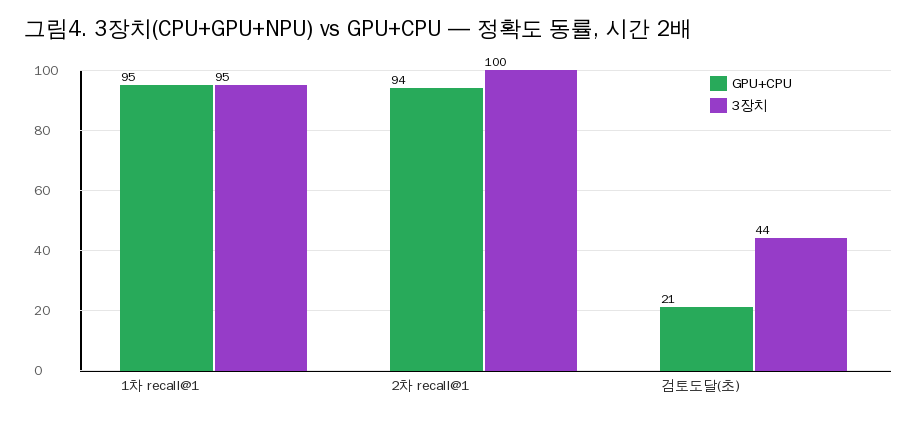 그림4. 3장치(CPU+GPU+NPU) vs GPU+CPU — 정확도 동률, 시간 2배
100
80
60
40
20
0
95
95
94
100
21
44
GPU+CPU
3장치
1차 recall@1
2차 recall@1
검토도달(초)